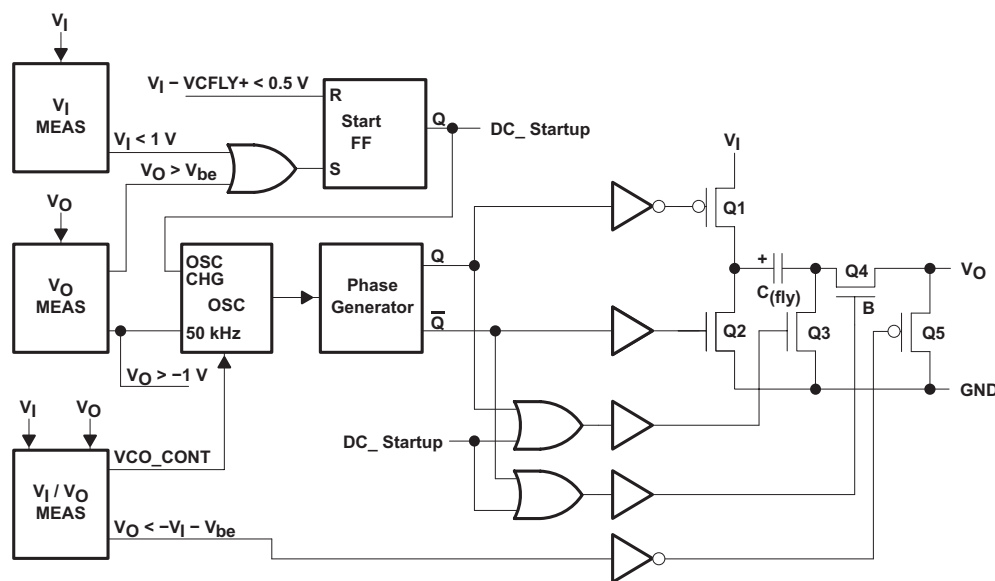 VI
VI
MEAS
VI − VCFLY+ < 0.5 V
R
Start
FF
S
Q
DC_ Startup
VI < 1 V
VO > Vbe
VO
VO
MEAS
OSC
CHG
OSC
50 kHz
VO > −1 V
Phase
Generator
Q
Q̅
VI
Q1
+
C(fly)
Q4
B
VO
Q2
Q3
Q5
GND
VI
VO
VI / VO
MEAS
VCO_CONT
DC_ Startup
VO < −VI − Vbe